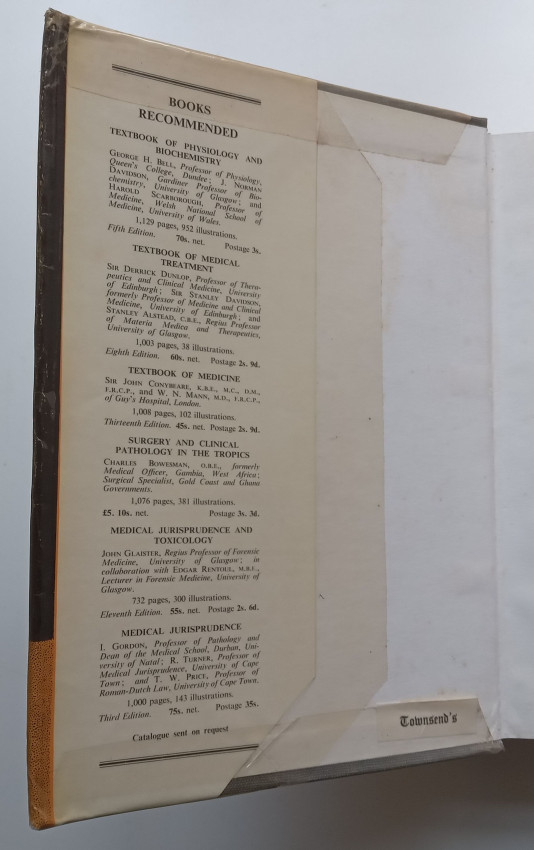 BOOKS
RECOMMENDED
TEXTBOOK OF PHYSIOLOGY AND
BIOCHEMISTRY
GEORGE H. BELL, Professor of Physiology,
Queen's College, Dundee; J. NORMAN
DAVIDSON, Gardiner Professor of Bio-
chemistry, University of Glasgow; and
HAROLD SCARBOROUGH, Professor of
Medicine, Welsh National School of
Medicine, University of Wales.
1,129 pages, 952 illustrations.
Fifth Edition. 70s. net. Postage 3s.
TEXTBOOK OF MEDICAL
TREATMENT
SIR DERRICK DUNLOP, Professor of Thera-
peutics and Clinical Medicine, University
of Edinburgh; SIR STANLEY DAVIDSON,
formerly Professor of Medicine and Clinical
Medicine, University of Edinburgh; and
STANLEY ALSTEAD, C.B.E., Regius Professor
of Materia Medica and Therapeutics,
University of Glasgow.
1,003 pages, 38 illustrations.
Eighth Edition. 60s. net. Postage 2s. 9d.
TEXTBOOK OF MEDICINE
SIR JOHN CONYBEARE, K.B.E., M.C., D.M.,
F.R.C.P., and W. N. MANN, M.D., F.R.C.P.,
of Guy's Hospital, London.
1,008 pages, 102 illustrations.
Thirteenth Edition. 45s. net. Postage 2s. 9d.
SURGERY AND CLINICAL
PATHOLOGY IN THE TROPICS
CHARLES BOWESMAN, O.B.E., formerly
Medical Officer, Gambia, West Africa;
Surgical Specialist, Gold Coast and Ghana
Governments.
1,076 pages, 381 illustrations.
£5. 10s. net. Postage 3s. 3d.
MEDICAL JURISPRUDENCE AND
TOXICOLOGY
JOHN GLAISTER, Regius Professor of Forensic
Medicine, University of Glasgow; in
collaboration with EDGAR RENTOUL, M.B.E.,
Lecturer in Forensic Medicine, University of
Glasgow.
732 pages, 300 illustrations.
Eleventh Edition. 55s. net. Postage 2s. 6d.
MEDICAL JURISPRUDENCE
I. GORDON, Professor of Pathology and
Dean of the Medical School, Durban, Uni-
versity of Natal; R. TURNER, Professor of
Medical Jurisprudence, University of Cape
Town; and T. W. PRICE, Professor of
Roman-Dutch Law, University of Cape Town.
1,000 pages, 143 illustrations.
Third Edition. 75s. net. Postage 35s.
Catalogue sent on request
Townsend's